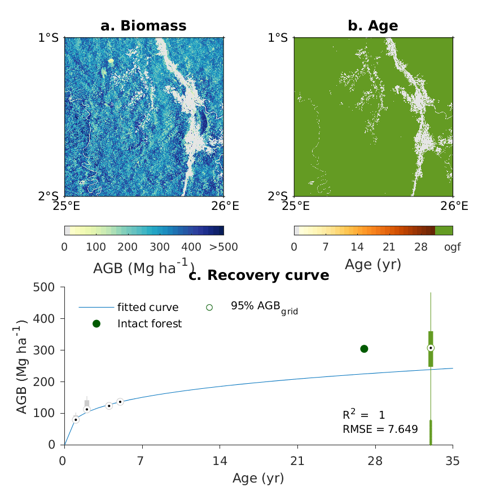 a. Biomass
b. Age
1°S
1°S
2°S
2°S
25°E
26°E
25°E
26°E
0 100 200 300 400 >500
AGB (Mg ha-1)
0 7 14 21 28 ogf
Age (yr)
c. Recovery curve
AGB (Mg ha-1)
500
400
300
200
100
0
fitted curve
95% AGBgrid
Intact forest
R2 = 1
RMSE = 7.649
0 7 14 21 28 35
Age (yr)